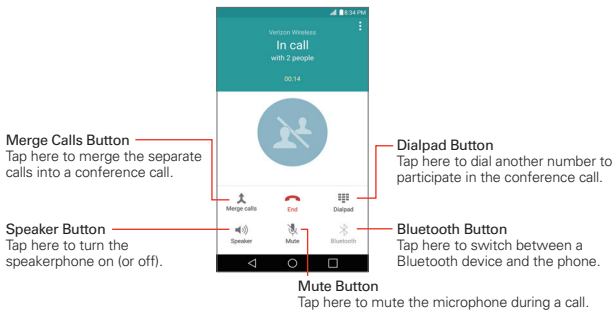 8:34 PM
Verizon Wireless
In call
with 2 people
00:14
Merge Calls Button
Tap here to merge the separate
calls into a conference call.
Dialpad Button
Tap here to dial another number to
participate in the conference call.
Merge calls
End
Dialpad
Speaker Button
Tap here to turn the
speakerphone on (or off).
Speaker
Mute
Bluetooth
Bluetooth Button
Tap here to switch between a
Bluetooth device and the phone.
Mute Button
Tap here to mute the microphone during a call.